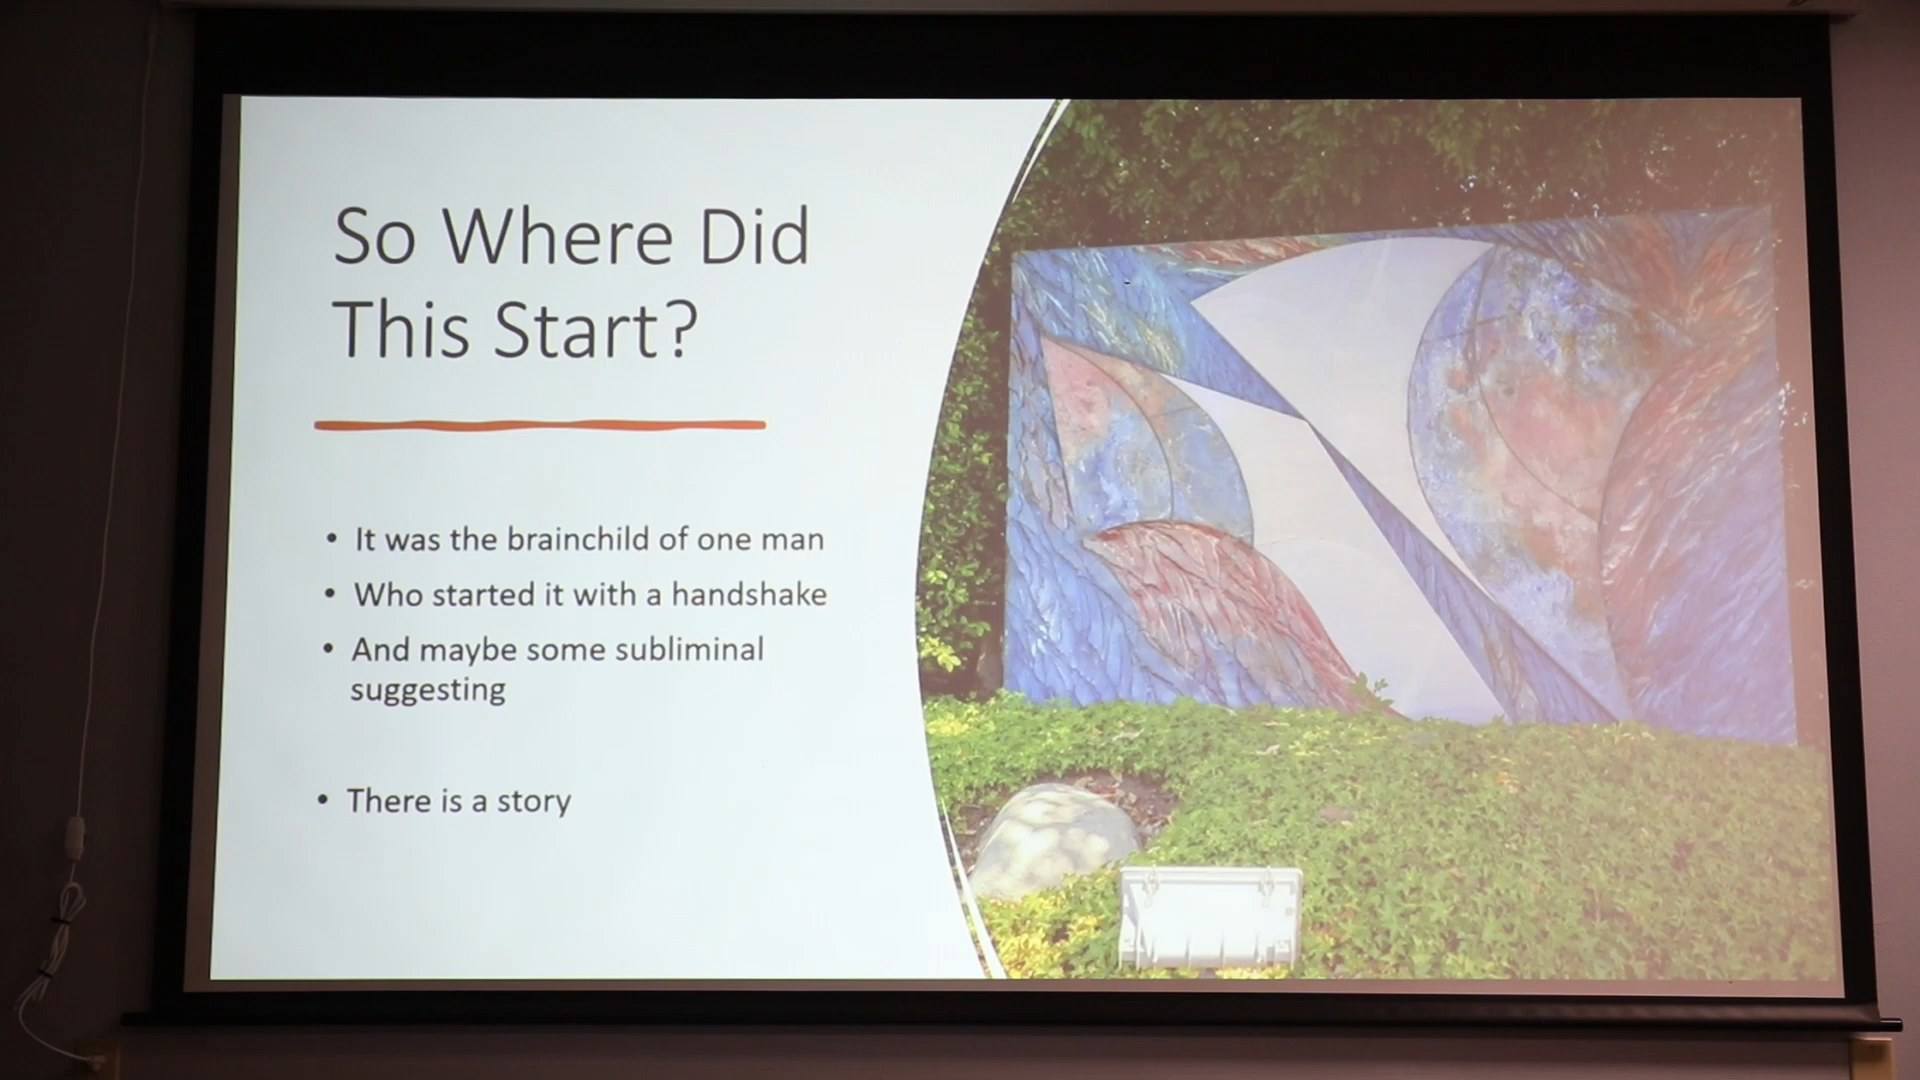 So Where Did
This Start?
• It was the brainchild of one man
• Who started it with a handshake
• And maybe some subliminal
suggesting
• There is a story